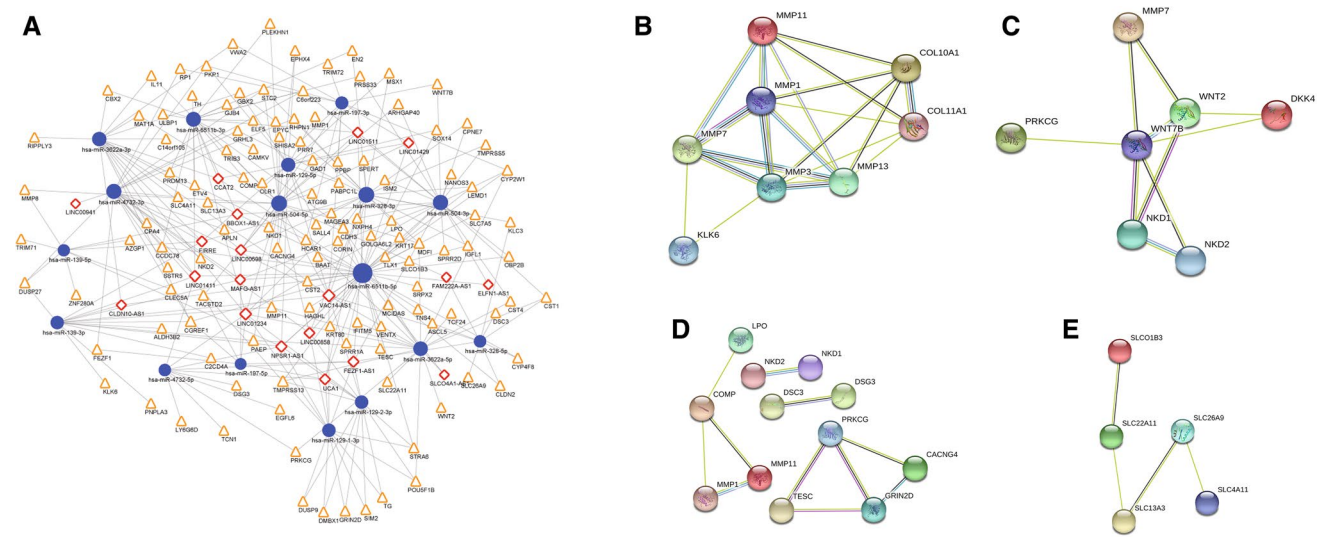 A
PLEKHN1
VWA2
EPHX4
EN2
TRIM72
IL11
RP1
PKP1
PRSS33
MSX1
CBX2
WNT7B
TH
GBX2
STC2
C6orf223
hsa-miR-197-3p
ARHGAP40
MAT1A
ULBP1
GJB4
hsa-miR-6511b-3p
ELF5
EPYC
RHPN1
MMP1
LINC01511
SOX14
CPNE7
RIPPLY3
hsa-miR-3622a-3p
C14orf105
GRHL3
SHISA2
PRR7
LINC01429
TMPRSS5
TRIB3
CAMKV
hsa-miR-129-5p
GAD1
PPBP
SPERT
PROM13
CCAT2
COMP
CLR1
PABPC1L
ISM2
NANOS3
CYP2W1
MMP8
hsa-miR-4732-3p
ETV4
SLC4A11
SLC13A3
ATG9B
hsa-miR-328-3p
LEMD1
LINC00941
hsa-miR-504-5p
hsa-miR-504-3p
BBOX1-AS1
MAGEA3
NXPH4
LPO
SLC7A5
KLC3
CPA4
APLN
NKD1
SALL4
CDH3
GOLGA6L2
KRT17
TRIM71
AZGP1
FIRRE
HCAR1
CORIN
MDFI
IGFL1
hsa-miR-139-5p
CCDC78
LINC00698
CACNG4
BAAT
TLX1
SPRR2D
CBP2B
NKD2
SLCO1B3
SSTR5
hsa-miR-6511b-5p
DUSP27
LINC01411
MAFG-AS1
CST2
SRPX2
FAM222A-AS1
ELFN1-AS1
ZNF280A
CLEC5A
TACSTD2
VAC14-AS1
CST1
CLDN10-AS1
LINC01234
MMP11
HAGHL
MCIDAS
TNS4
TCF24
CST4
DSC3
hsa-miR-139-3p
CGREF1
KRT80
IFITM5
VENTX
ASCL5
ALDH3B2
LINC00858
hsa-miR-328-5p
FEZF1
PAEP
NPSR1-AS1
SPRR1A
TESC
hsa-miR-3622a-5p
C2CD4A
hsa-miR-197-5p
FEZF1-AS1
CYP4F8
hsa-miR-4732-5p
SLCO4A1-AS1
SLC26A9
KLK6
DSG3
TMPRSS13
UCA1
SLC22A11
CLDN2
PNPLA3
EGFL6
hsa-miR-129-2-3p
WNT2
LY6G6D
TCN1
hsa-miR-129-1-3p
PRKCG
STRA6
POU5F1B
DUSP9
DMBX1
GRIN2D
SIM2
TG
B
MMP11
COL10A1
MMP1
COL11A1
MMP7
MMP3
MMP13
KLK6
C
MMP7
WNT2
DKK4
PRKCG
WNT7B
NKD1
NKD2
D
LPO
NKD2
NKD1
DSC3
DSG3
COMP
PRKCG
MMP11
CACNG4
MMP1
TESC
GRIN2D
E
SLCO1B3
SLC22A11
SLC26A9
SLC4A11
SLC13A3